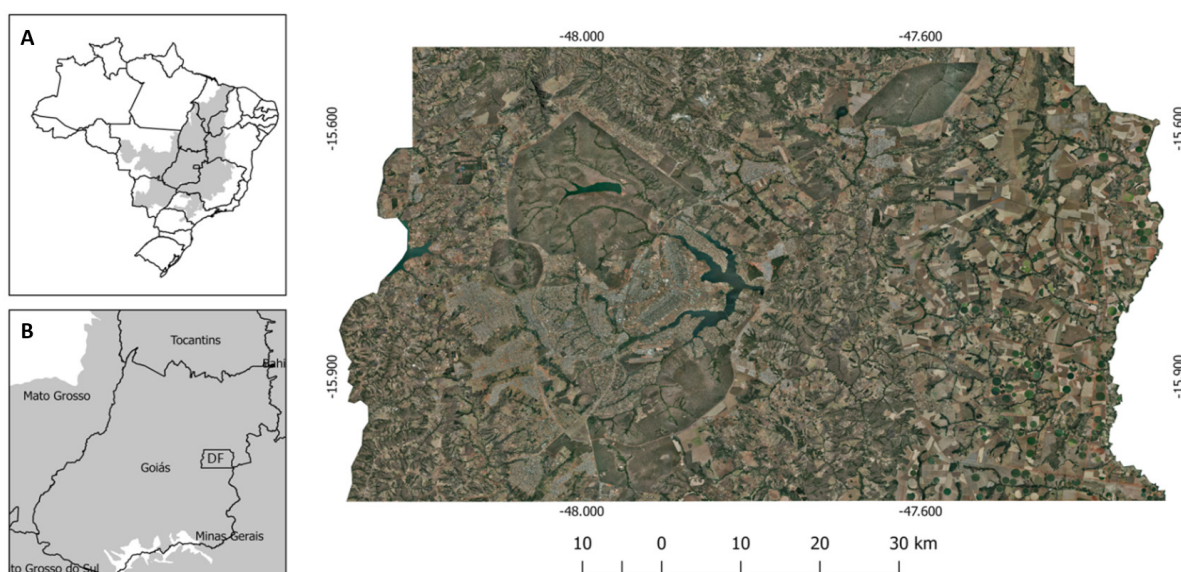 A
B
Tocantins
Bahi
Mato Grosso
Goiás
DF
Minas Gerais
to Grosso do Sul
-48.000 -47.600
-15.600 -15.600
-15.900 -15.900
-48.000 -47.600
10 0 10 20 30 km